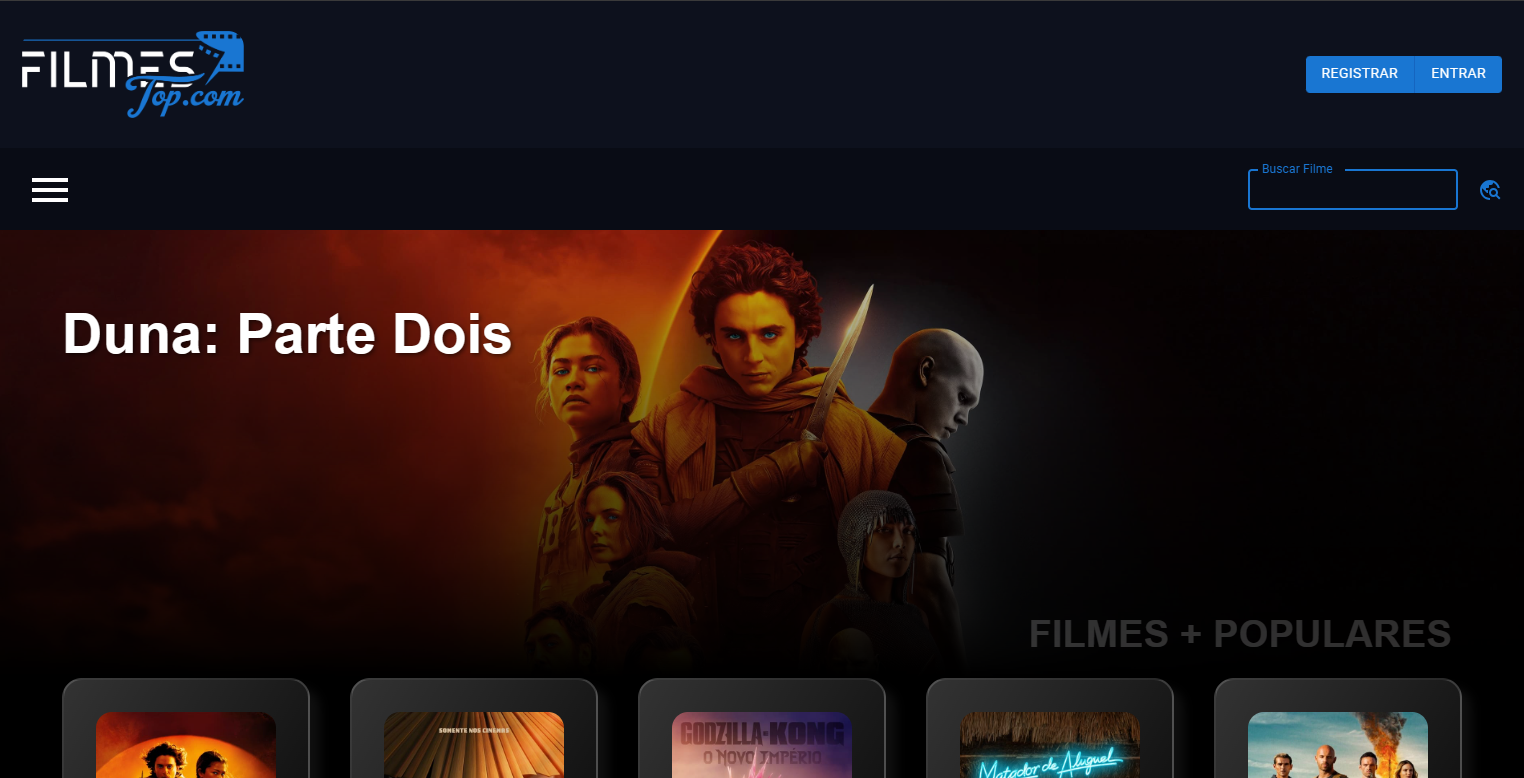 FILMES
Top.com
REGISTRAR
ENTRAR
Buscar Filme
Duna: Parte Dois
FILMES + POPULARES
SOMENTE NOS CINEMAS
GODZILLA-KONG
O NOVO IMPÉRIO
Matador de Aluguel